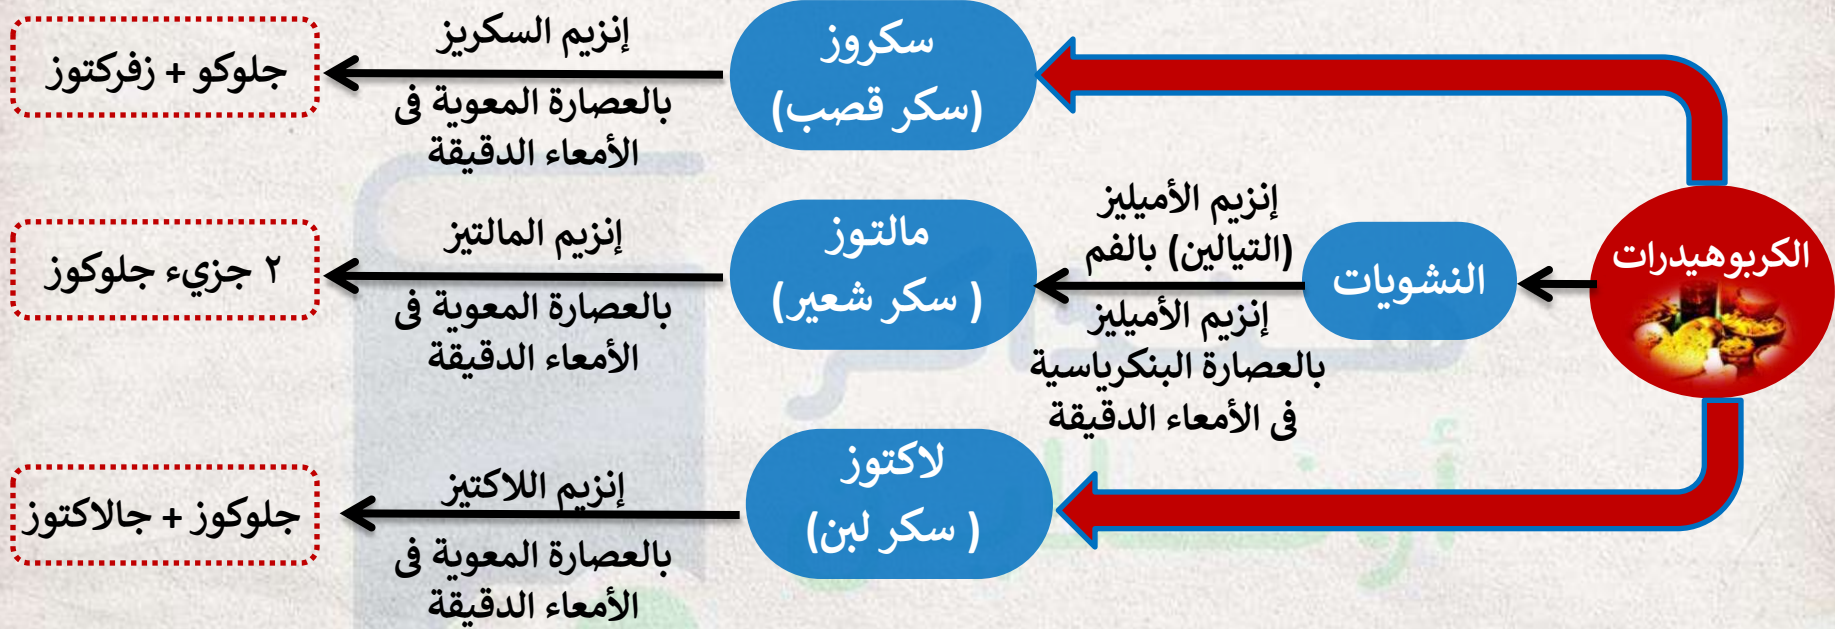 الكربوهيدرات
سكروز
(سكر قصب)
إنزيم السكريز
بالعصارة المعوية فى
الأمعاء الدقيقة
جلوكو + زفركتوز
النشويات
إنزيم الأميليز
(التيالين) بالفم
إنزيم الأميليز
بالعصارة البنكرياسية
فى الأمعاء الدقيقة
مالتوز
( سكر شعير)
إنزيم المالتيز
بالعصارة المعوية فى
الأمعاء الدقيقة
٢ جزيء جلوكوز
لاكتوز
( سكر لبن)
إنزيم اللاكتيز
بالعصارة المعوية فى
الأمعاء الدقيقة
جلوكوز + جالاكتوز